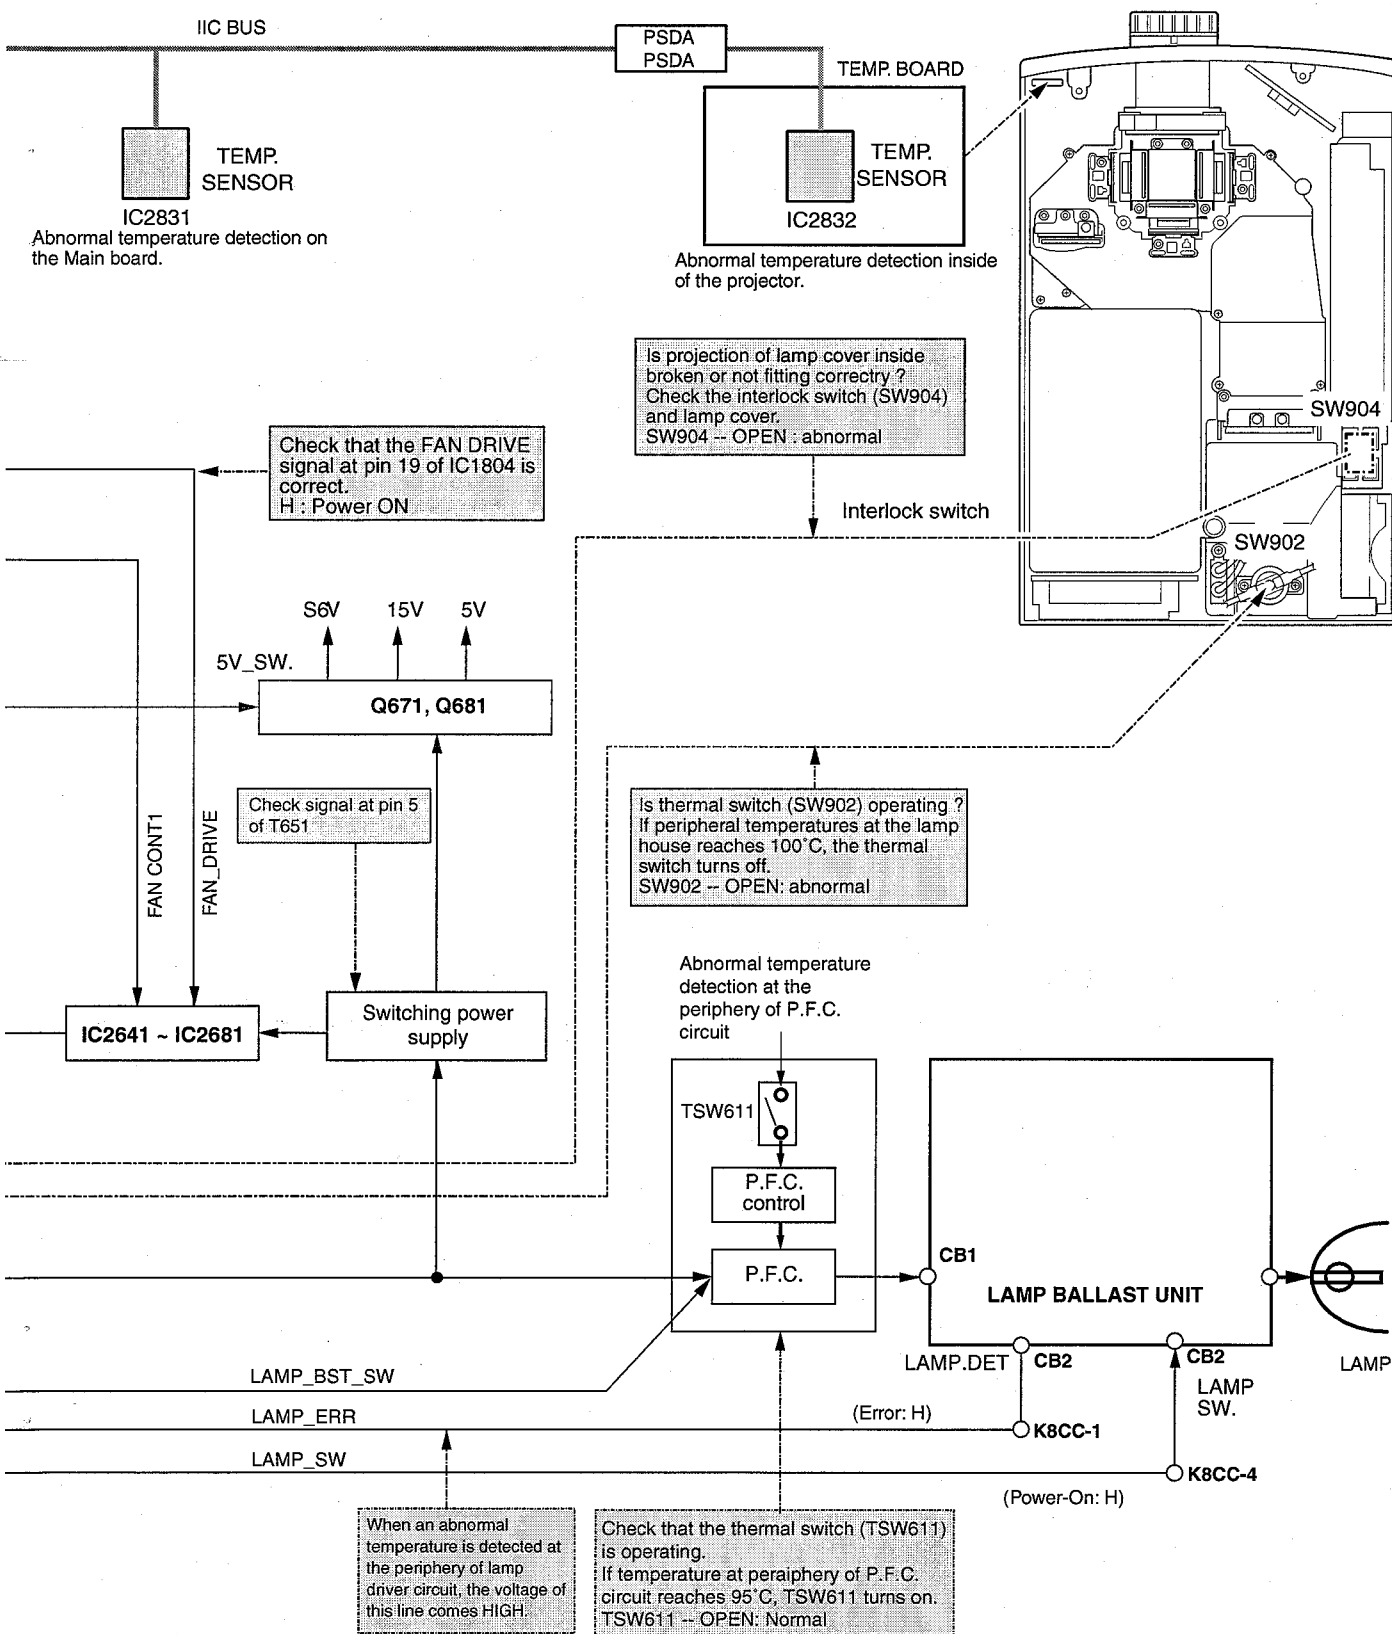 IIC BUS
PSDA
PSDA
TEMP. BOARD
TEMP.
SENSOR
IC2831
Abnormal temperature detection on
the Main board.
TEMP.
SENSOR
IC2832
Abnormal temperature detection inside
of the projector.
Is projection of lamp cover inside
broken or not fitting correctry ?
Check the interlock switch (SW904)
and lamp cover.
SW904 -- OPEN : abnormal
SW904
Check that the FAN DRIVE
signal at pin 19 of IC1804 is
correct.
H : Power ON
Interlock switch
SW902
S6V
15V
5V
5V_SW.
Q671, Q681
Check signal at pin 5
of T651
Is thermal switch (SW902) operating ?
If peripheral temperatures at the lamp
house reaches 100°C, the thermal
switch turns off.
SW902 -- OPEN: abnormal
FAN CONT1
FAN_DRIVE
Abnormal temperature
detection at the
periphery of P.F.C.
circuit
IC2641 ~ IC2681
Switching power
supply
TSW611
P.F.C.
control
P.F.C.
CB1
LAMP BALLAST UNIT
LAMP.DET
CB2
CB2
LAMP
LAMP
SW.
LAMP_BST_SW
LAMP_ERR
(Error: H)
K8CC-1
LAMP_SW
K8CC-4
(Power-On: H)
When an abnormal
temperature is detected at
the periphery of lamp
driver circuit, the voltage of
this line comes HIGH.
Check that the thermal switch (TSW611)
is operating.
If temperature at peraiphery of P.F.C.
circuit reaches 95°C, TSW611 turns on.
TSW611 -- OPEN: Normal